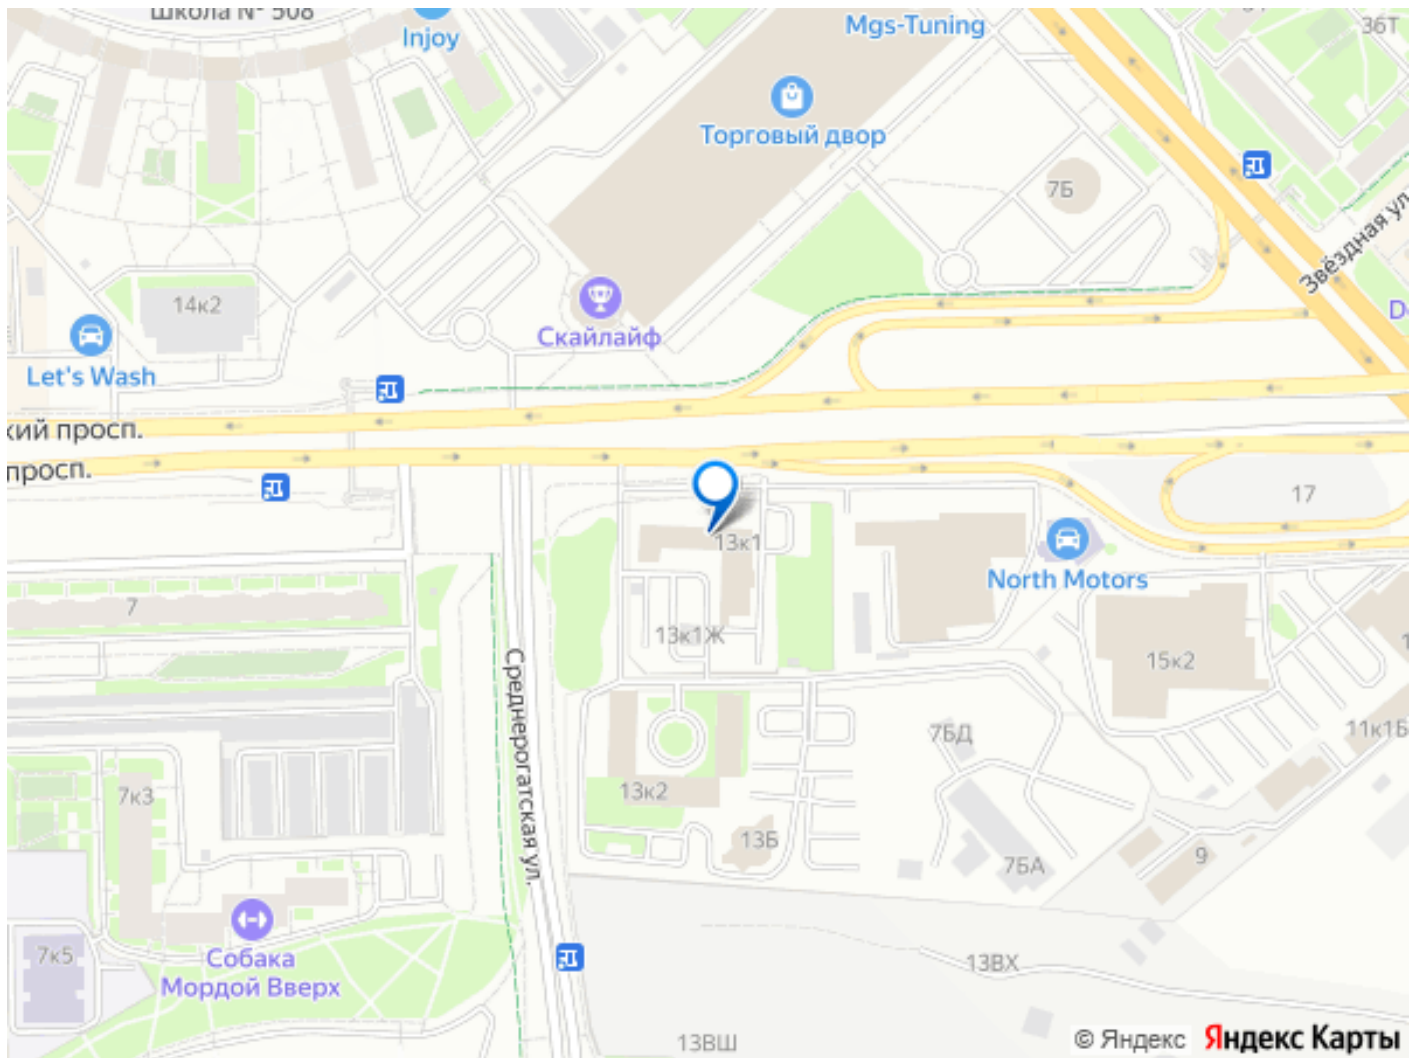 Школа № 508
Injoy
Mgs-Tuning
36Т
Торговый двор
7Б
Звёздная ул.
14к2
Скайлайф
Let's Wash
кий просп.
просп.
17
13к1
North Motors
7
13к1Ж
15к2
Среднерогатская ул.
7БД
11к1Б
7к3
13к2
13Б
7БА
9
7к5
Собака
Мордой Вверх
13ВХ
13ВШ
© Яндекс Яндекс Карты